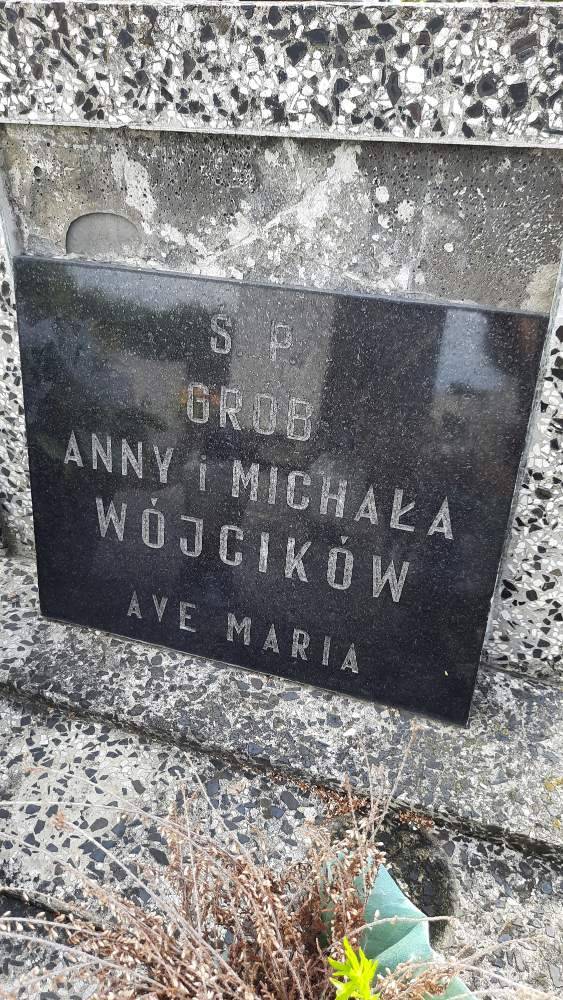 Ś. P.
GRÓB
ANNY i MICHAŁA
WÓJCIKÓW
AVE MARIA